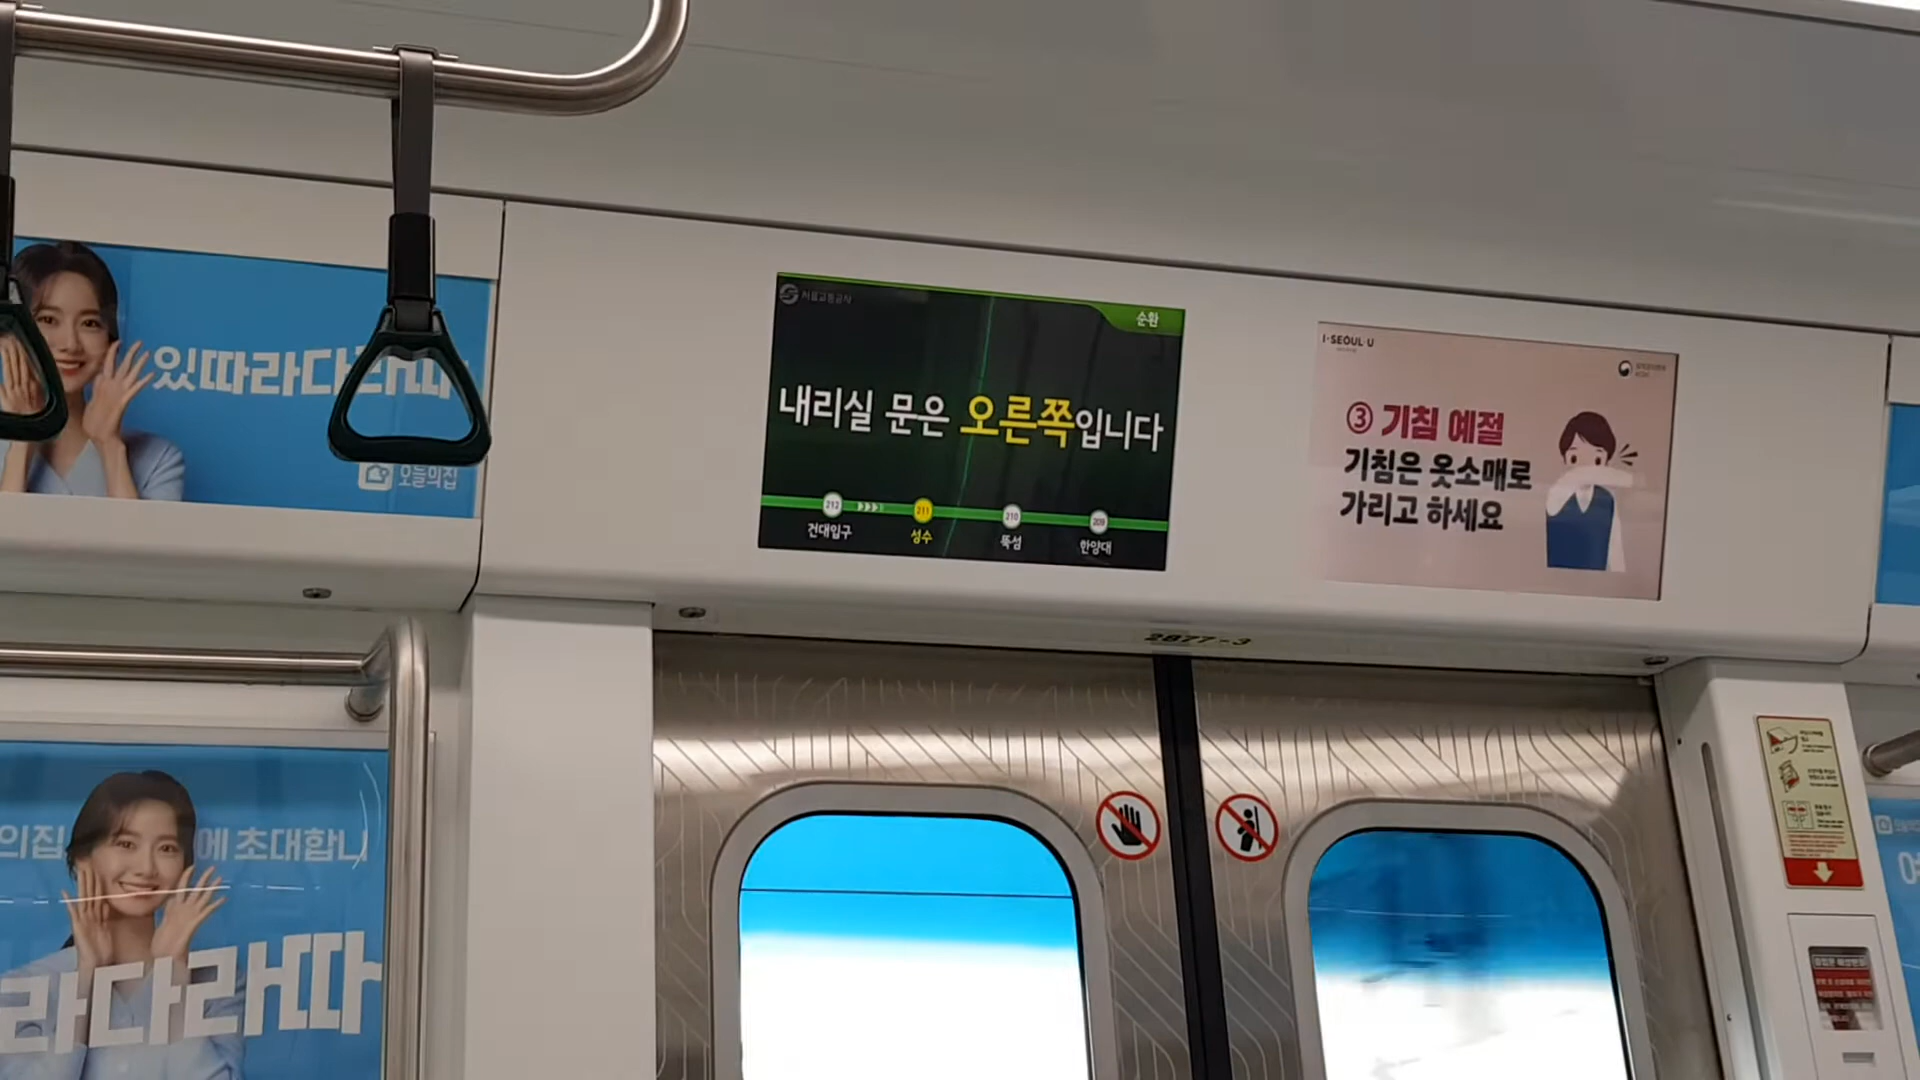 있따라다라따
오늘의집
서울교통공사
순환
내리실 문은 오른쪽입니다
212 211 210 209
건대입구 성수 뚝섬 한양대
I·SEOUL·U
③ 기침 예절
기침은 옷소매로
가리고 하세요
2877-3
의집 에 초대합니
라다라따